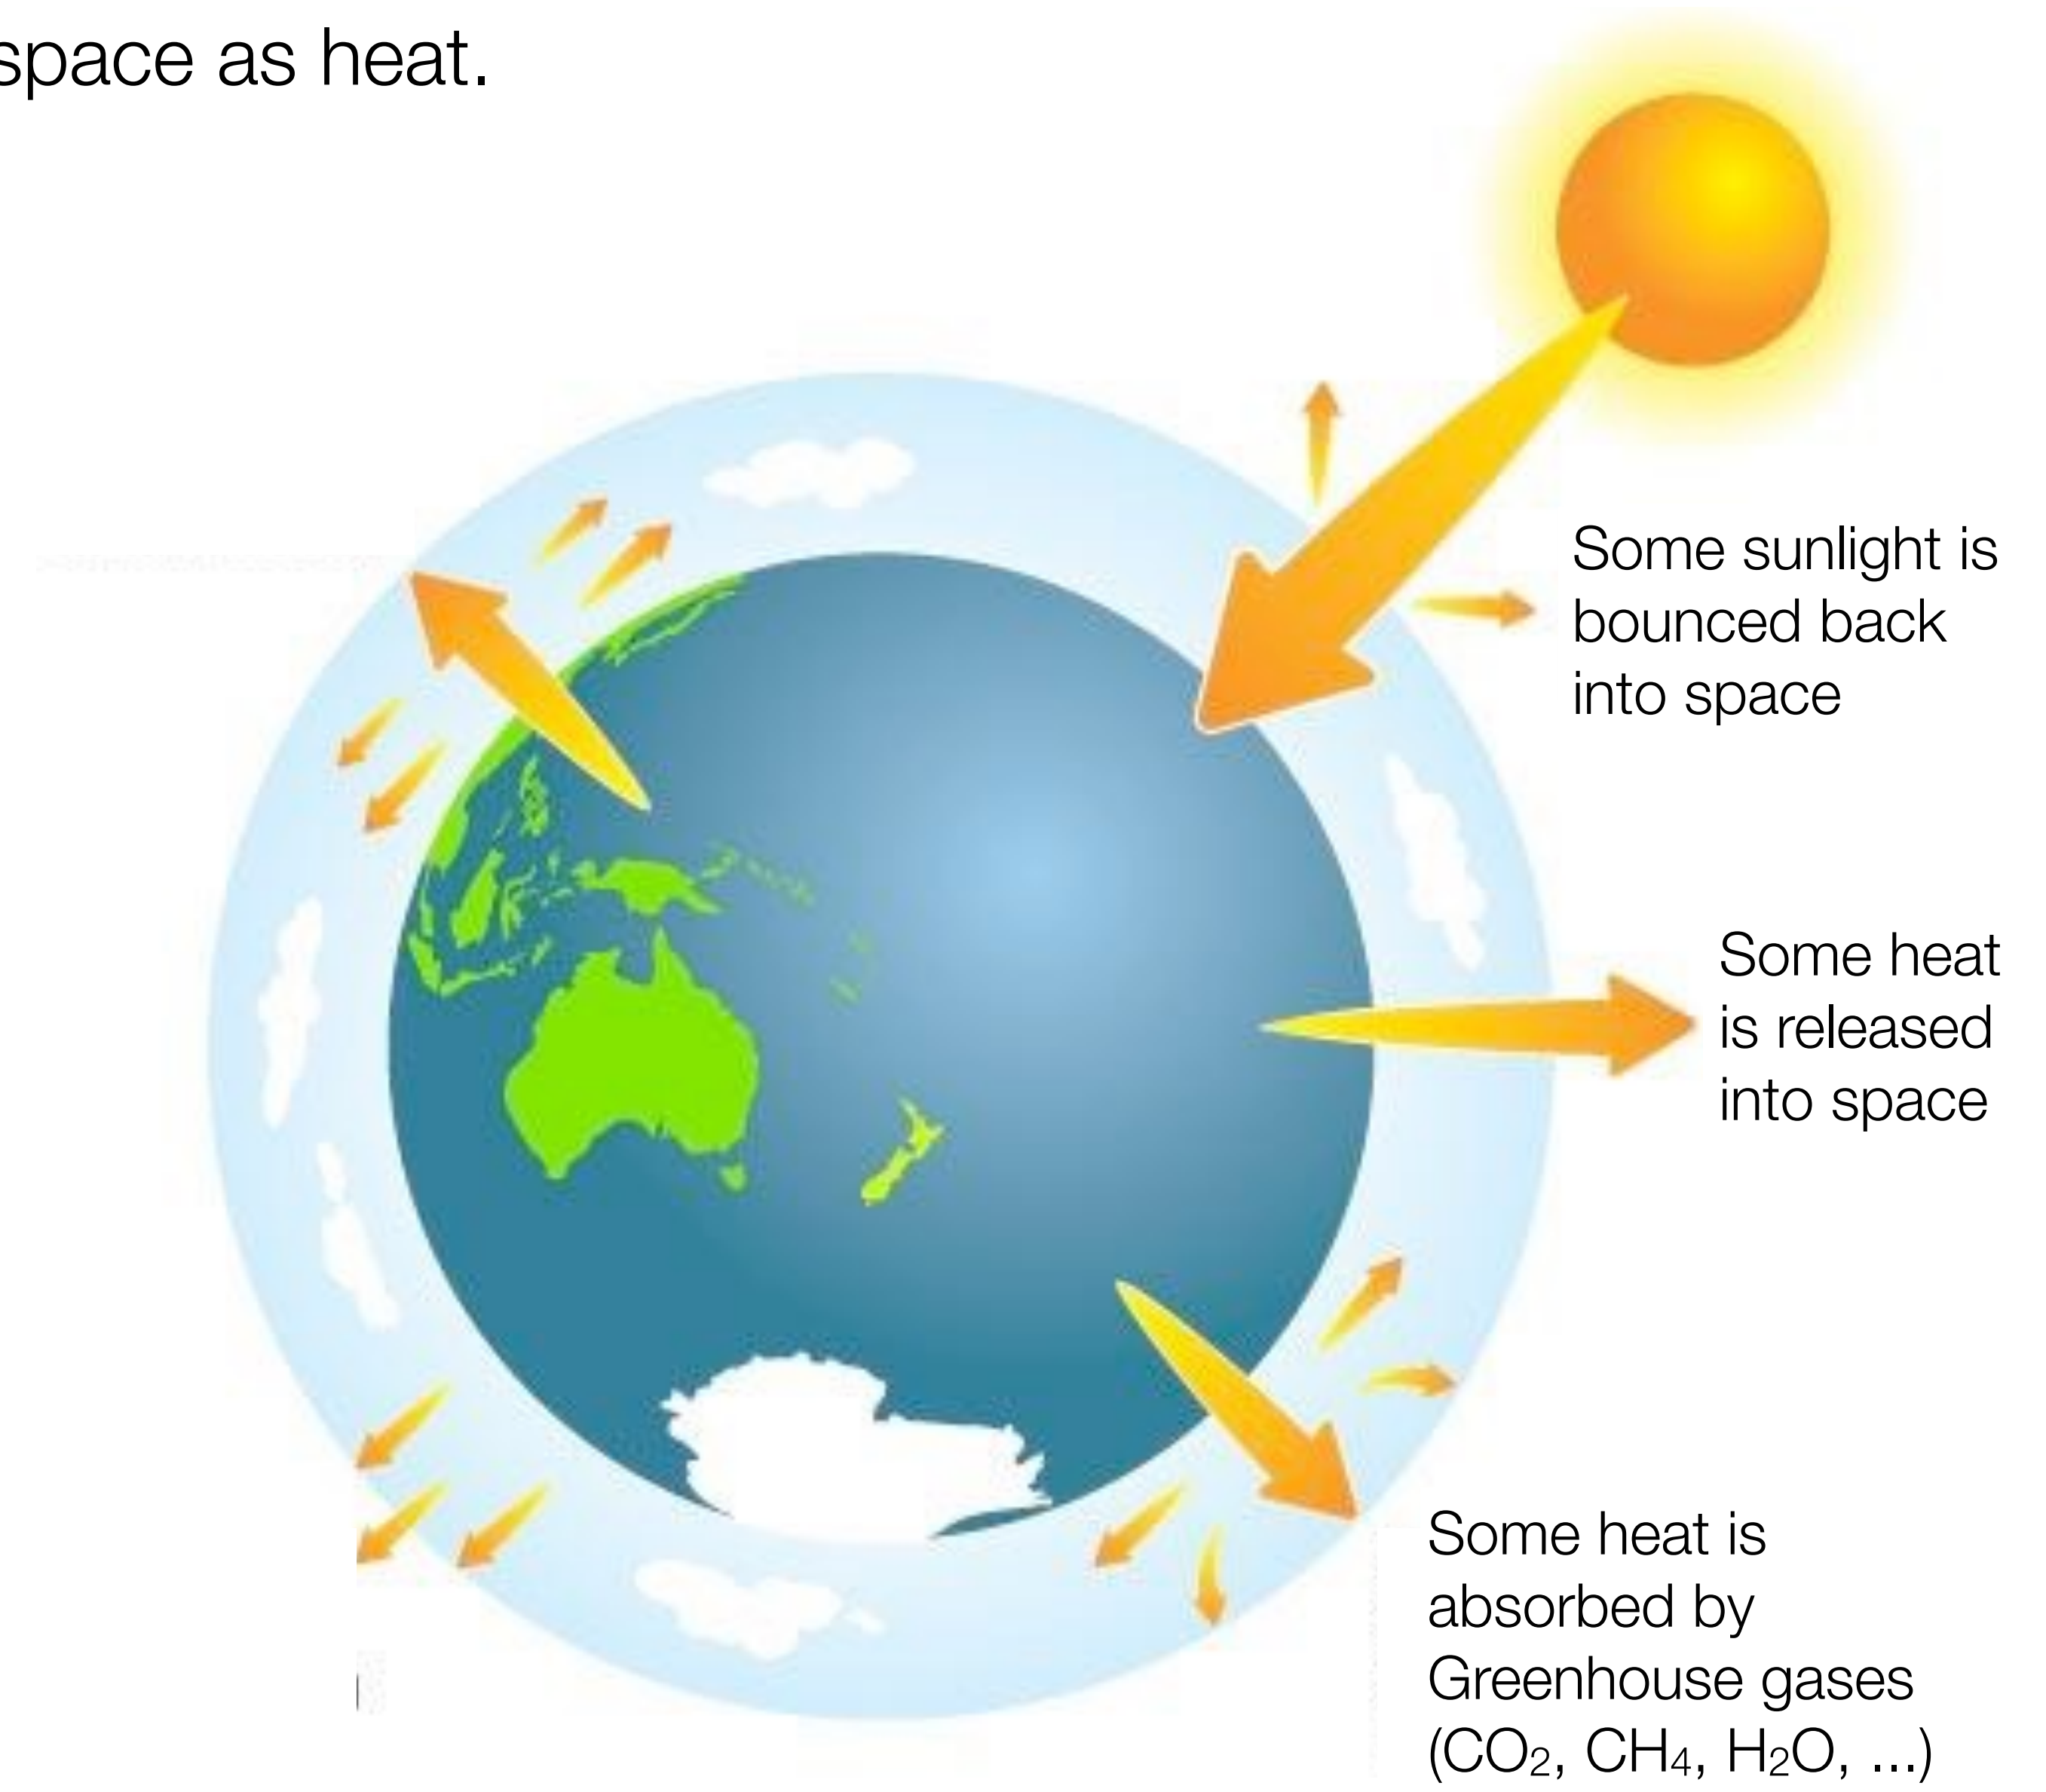 space as heat.
Some sunlight is
bounced back
into space
Some heat
is released
into space
Some heat is
absorbed by
Greenhouse gases
(CO₂, CH₄, H₂O, ...)